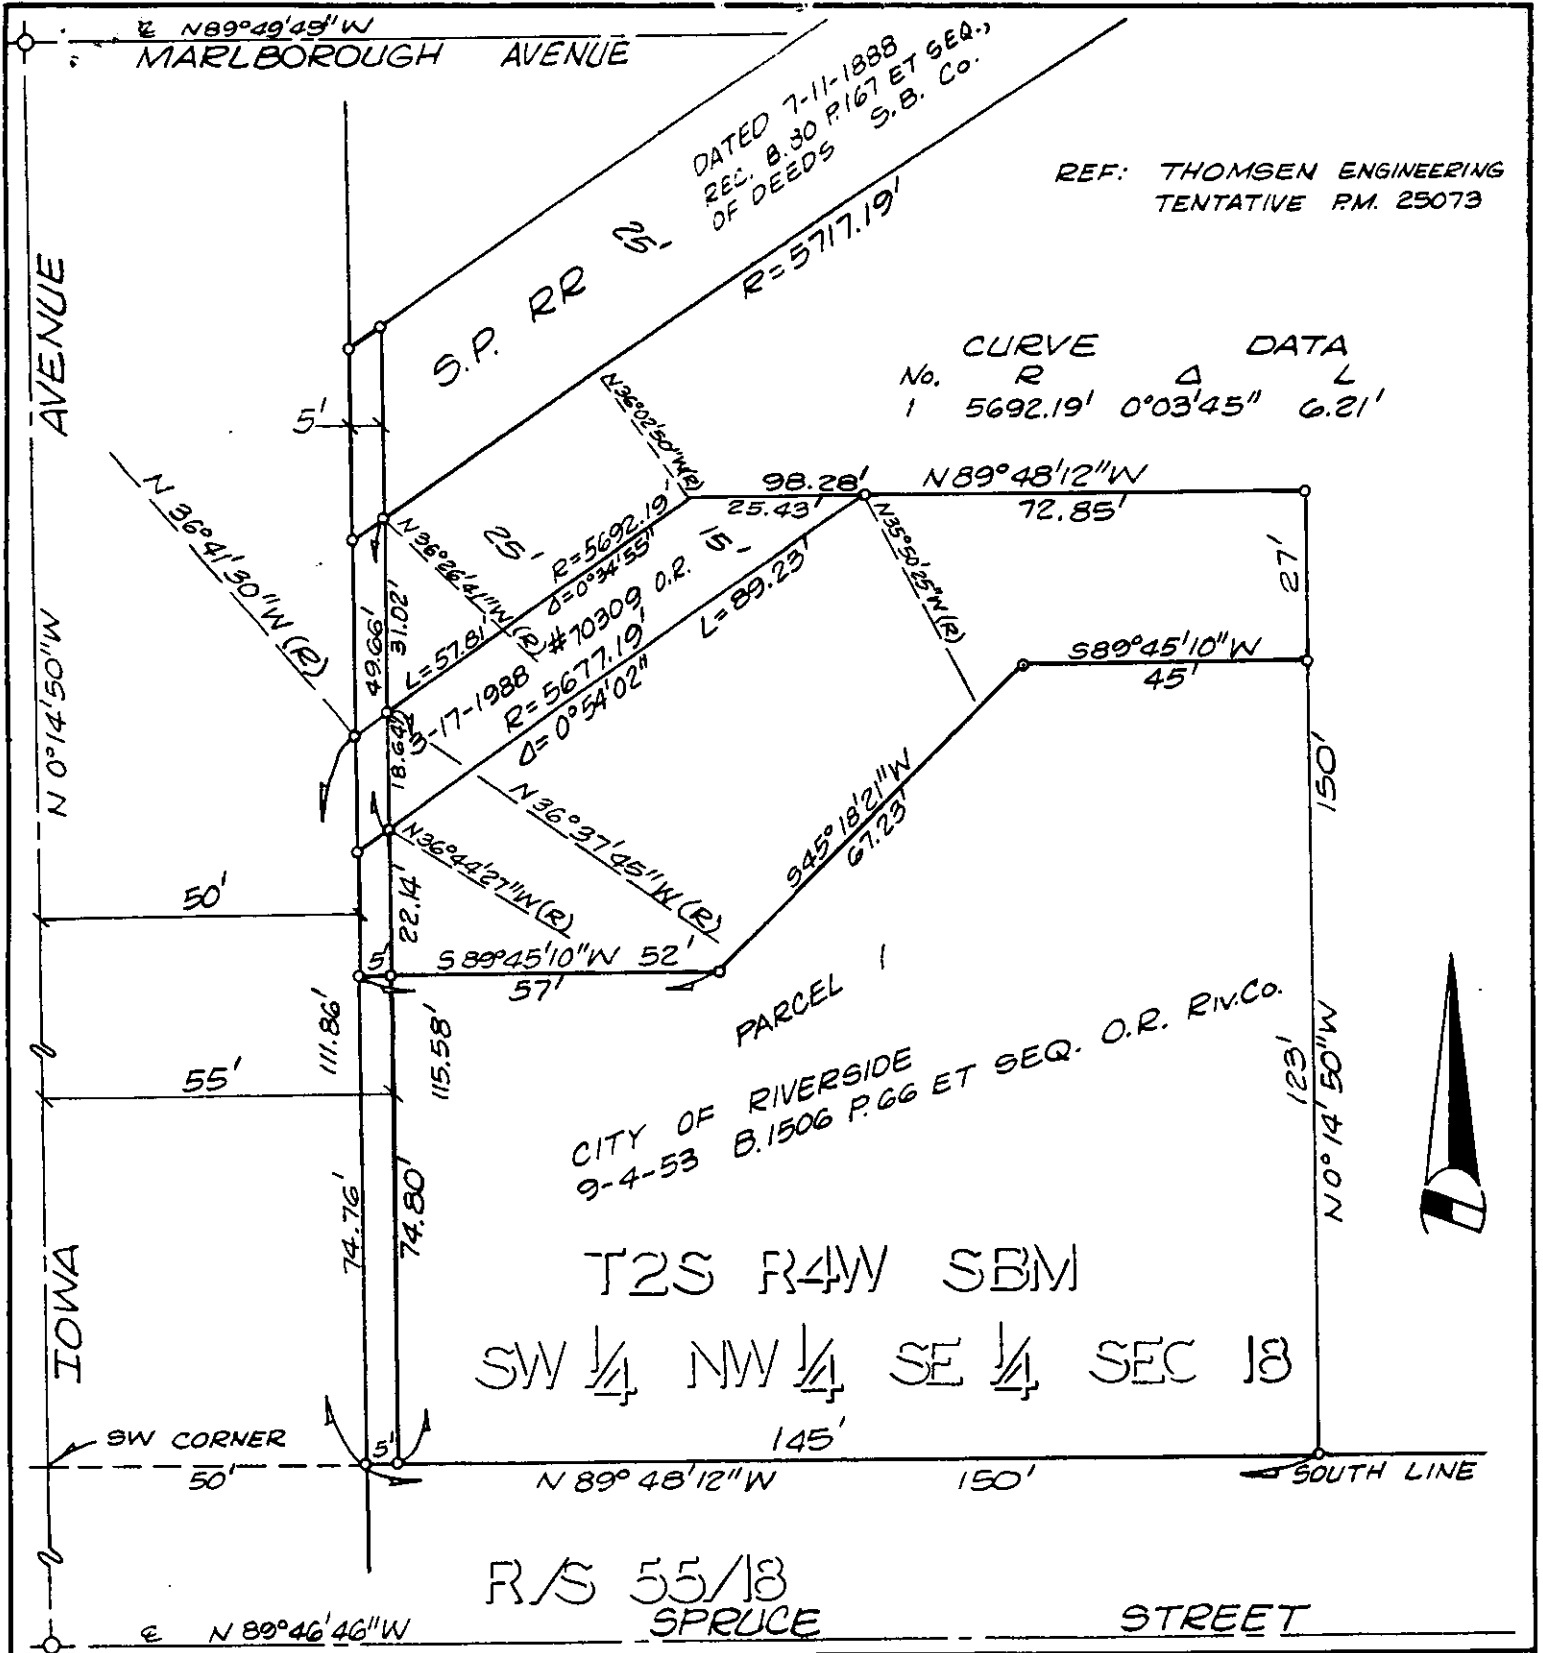 ℄ N89°49'49"W
MARLBOROUGH AVENUE
DATED 7-11-1888
REC. B.30 P.167 ET SEQ.,
OF DEEDS S.B. Co.
REF: THOMSEN ENGINEERING
TENTATIVE P.M. 25073
S.P. RR 25'
R=5717.19'
CURVE DATA
No. R Δ L
1 5692.19' 0°03'45" 6.21'
AVENUE
5'
N36°02'50"W(R)
98.28'
25.43'
N89°48'12"W
72.85'
N 36°41'30"W(R)
N36°26'41"W(R)
25'
R=5692.19'
Δ=0°34'55"
L=57.81'
15'
N35°50'25"W(R)
27'
N 0°14'50"W
49.66'
31.02'
3-17-1988 #70309 O.R.
R=5677.19'
Δ=0°54'02"
L=89.23'
S89°45'10"W
45'
18.64'
N36°37'45"W(R)
N36°44'27"W(R)
S45°18'21"W
67.23'
150'
50'
22.14'
5'
S89°45'10"W 52'
57'
PARCEL 1
111.86'
115.58'
55'
CITY OF RIVERSIDE
9-4-53 B.1506 P.66 ET SEQ. O.R. RIV.Co.
123'
N 0°14'50"W
74.76'
74.80'
T2S R4W SBM
SW 1/4 NW 1/4 SE 1/4 SEC 18
IOWA
SW CORNER
50'
5'
145'
N 89°48'12"W 150'
SOUTH LINE
R/S 55/18
℄ N 89°46'46"W
SPRUCE STREET